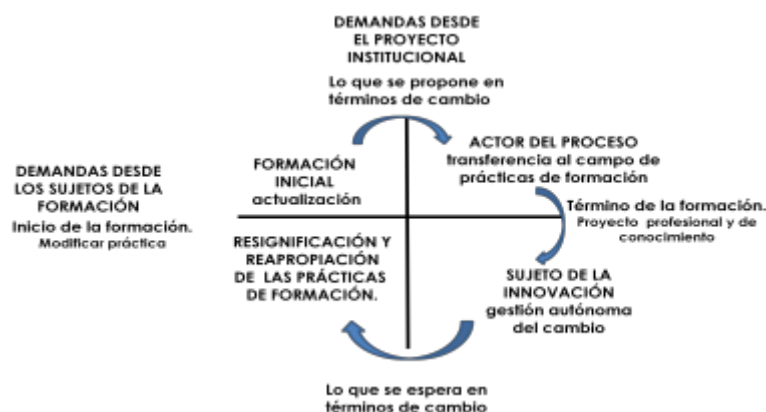 DEMANDAS DESDE
EL PROYECTO
INSTITUCIONAL
Lo que se propone en
términos de cambio
DEMANDAS DESDE
LOS SUJETOS DE LA
FORMACIÓN
Inicio de la formación.
Modificar práctica
FORMACIÓN
INICIAL
actualización
ACTOR DEL PROCESO
transferencia al campo de
prácticas de formación
Término de la formación.
Proyecto profesional y de
conocimiento
RESIGNIFICACIÓN Y
REAPROPIACIÓN
DE LAS PRÁCTICAS
DE FORMACIÓN.
SUJETO DE LA
INNOVACIÓN
gestión autónoma
del cambio
Lo que se espera en
términos de cambio